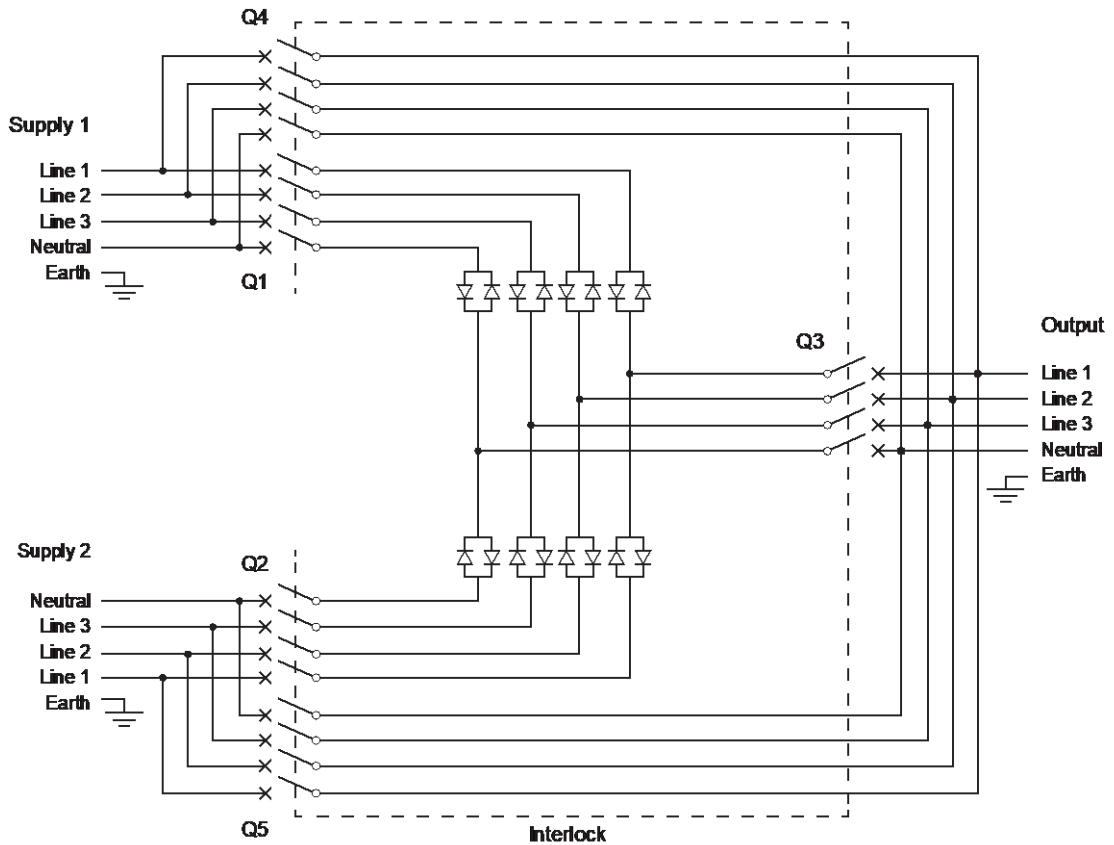 Q4
Supply 1
Line 1
Line 2
Line 3
Neutral
Earth
Q1
Q3
Output
Line 1
Line 2
Line 3
Neutral
Earth
Supply 2
Q2
Neutral
Line 3
Line 2
Line 1
Earth
Q5
Interlock